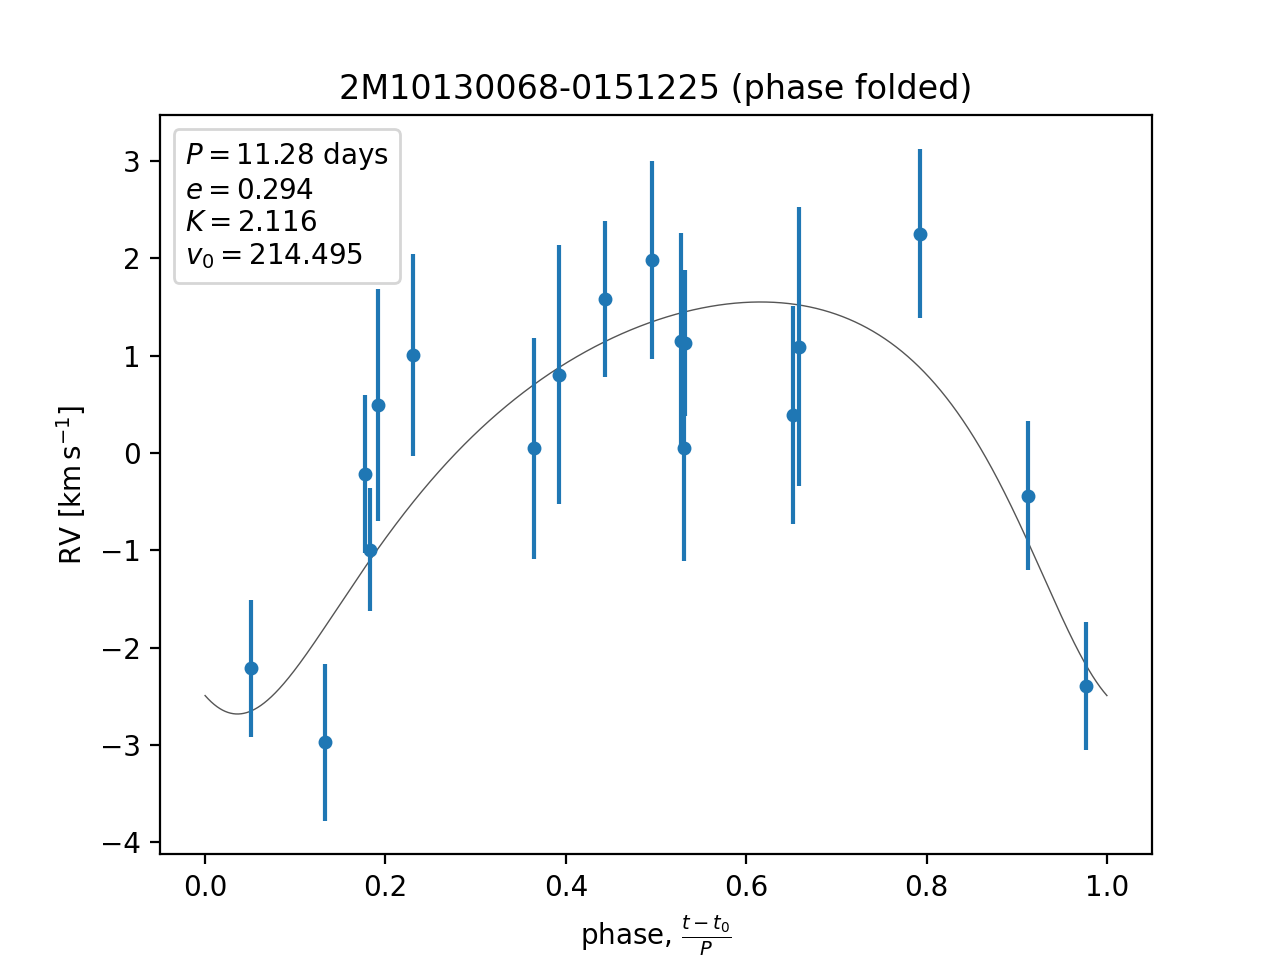 2M10130068-0151225 (phase folded)
P = 11.28 days
e = 0.294
K = 2.116
v₀ = 214.495
3
2
1
0
−1
−2
−3
−4
RV [km s⁻¹]
0.0 0.2 0.4 0.6 0.8 1.0
phase, (t − t₀)/P